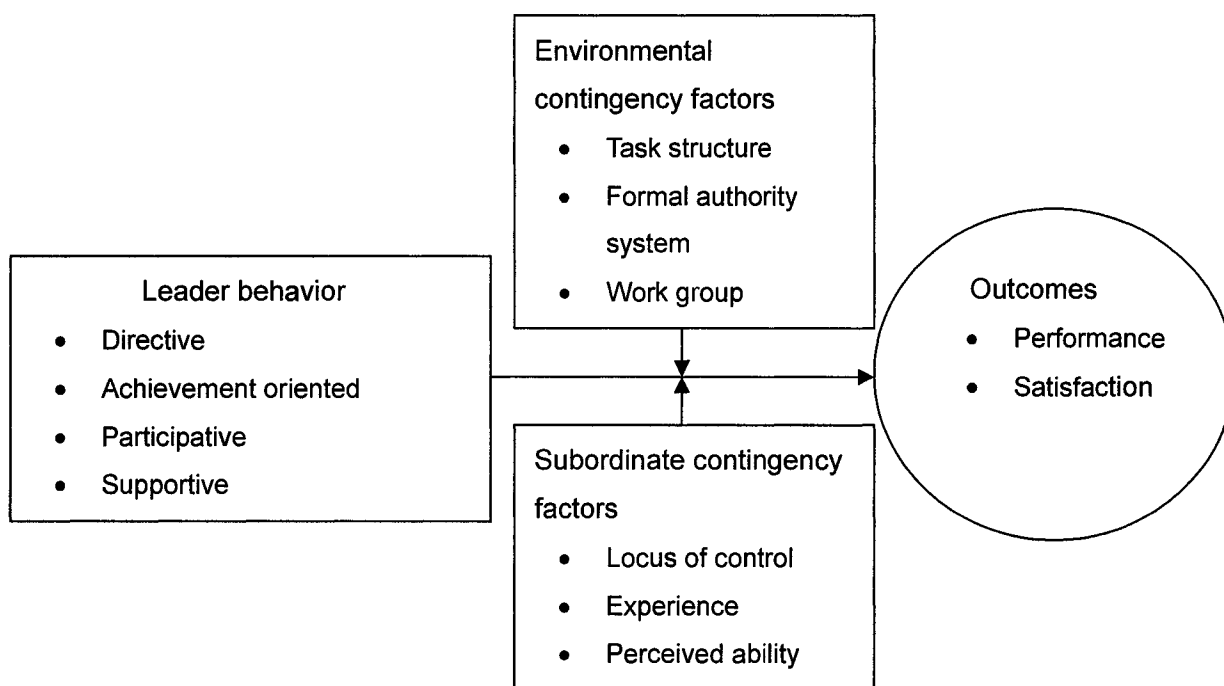 Environmental
contingency factors
• Task structure
• Formal authority
system
• Work group
Leader behavior
• Directive
• Achievement oriented
• Participative
• Supportive
Outcomes
• Performance
• Satisfaction
Subordinate contingency
factors
• Locus of control
• Experience
• Perceived ability